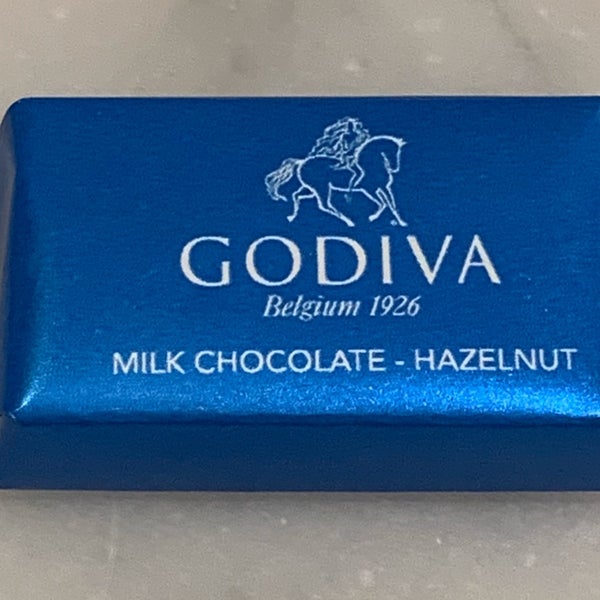 GODIVA
Belgium 1926
MILK CHOCOLATE - HAZELNUT